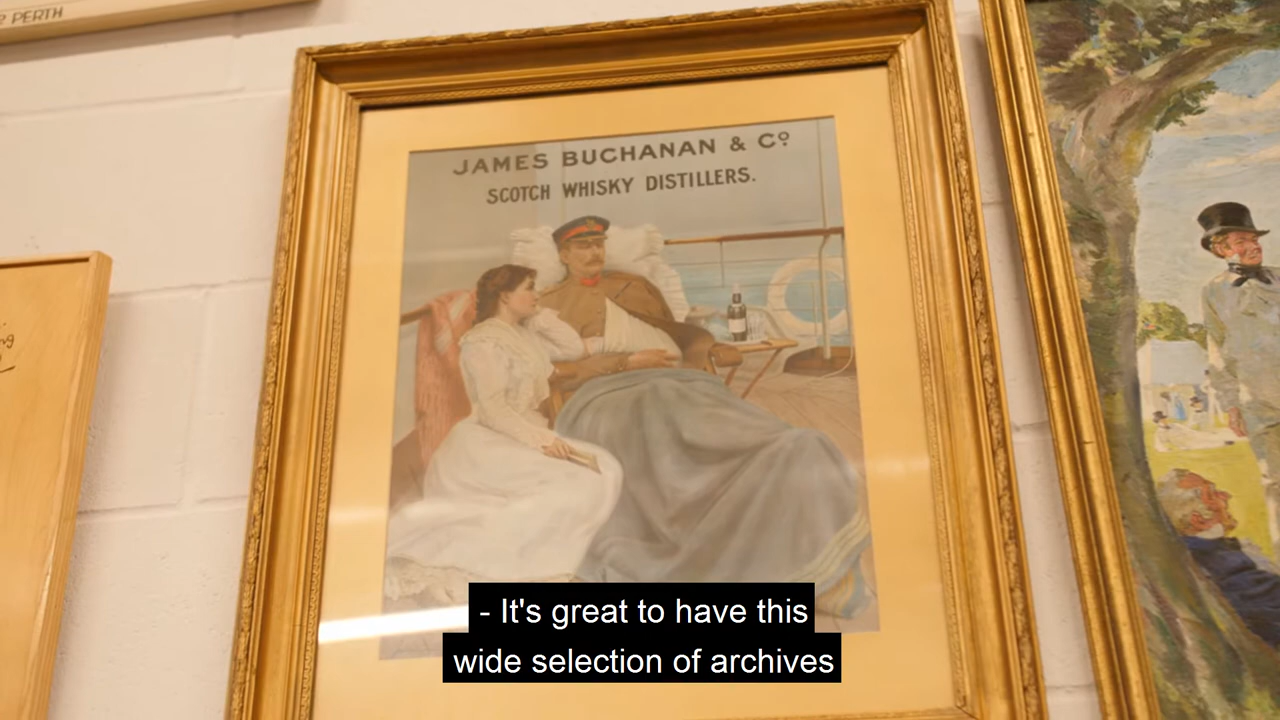 PERTH
JAMES BUCHANAN & Cº
SCOTCH WHISKY DISTILLERS.
- It's great to have this
wide selection of archives